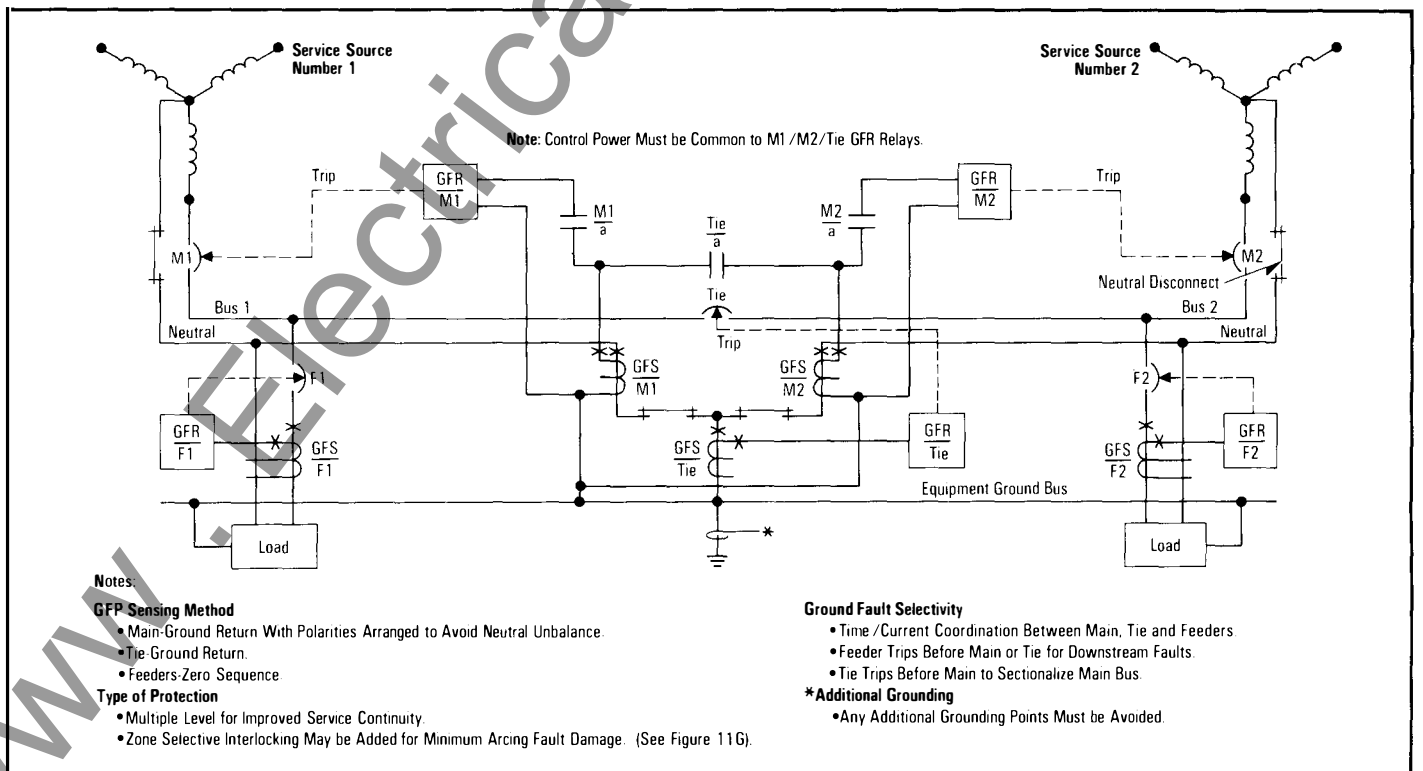 Service Source
Number 1
Service Source
Number 2
Note: Control Power Must be Common to M1/M2/Tie GFR Relays.
Trip
GFR
M1
M1
a
Tie
a
M2
a
GFR
M2
Trip
M1
M2
Neutral Disconnect
Bus 1
Tie
Bus 2
Neutral
Trip
Neutral
GFS
M1
GFS
M2
F1
F2
GFR
F1
GFS
F1
GFS
Tie
GFR
Tie
GFS
F2
GFR
F2
Equipment Ground Bus
Load
*
Load
Notes:
GFP Sensing Method
• Main-Ground Return With Polarities Arranged to Avoid Neutral Unbalance.
• Tie-Ground Return.
• Feeders-Zero Sequence.
Type of Protection
• Multiple Level for Improved Service Continuity.
• Zone Selective Interlocking May be Added for Minimum Arcing Fault Damage. (See Figure 11G).
Ground Fault Selectivity
• Time/Current Coordination Between Main, Tie and Feeders.
• Feeder Trips Before Main or Tie for Downstream Faults.
• Tie Trips Before Main to Sectionalize Main Bus.
*Additional Grounding
• Any Additional Grounding Points Must be Avoided.
www . Electrica